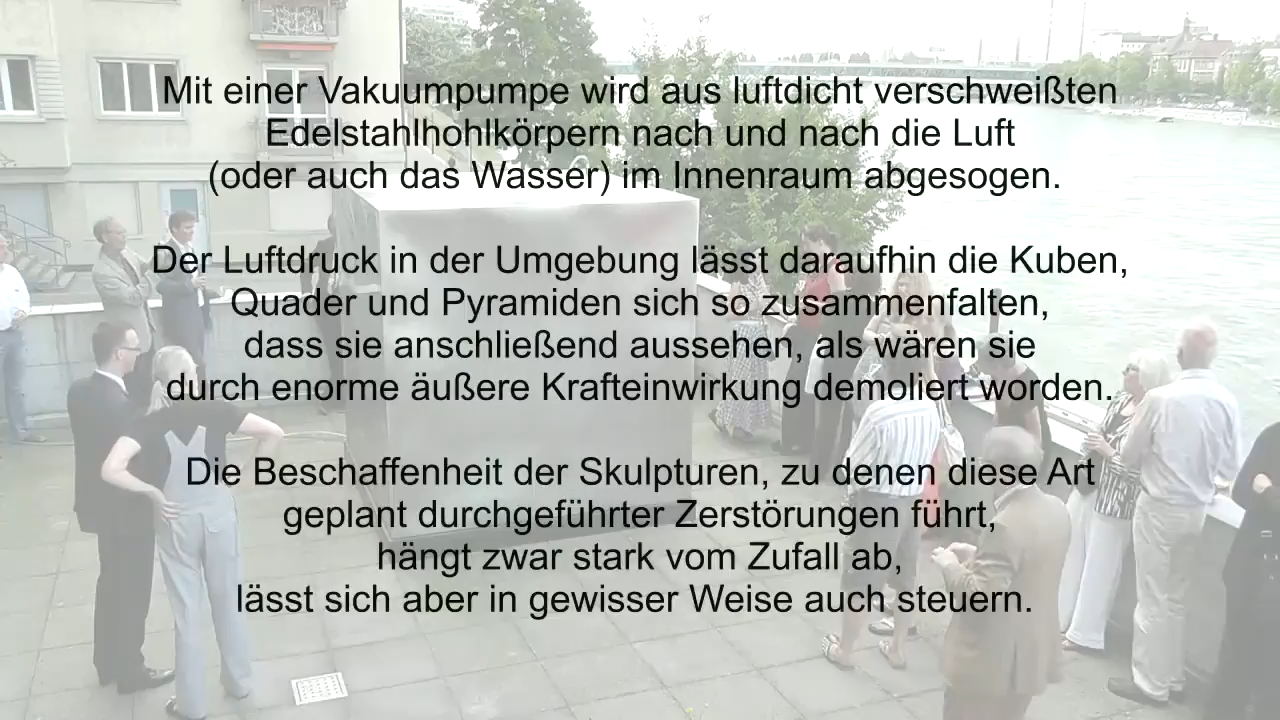 Mit einer Vakuumpumpe wird aus luftdicht verschweißten
Edelstahlhohlkörpern nach und nach die Luft
(oder auch das Wasser) im Innenraum abgesogen.
Der Luftdruck in der Umgebung lässt daraufhin die Kuben,
Quader und Pyramiden sich so zusammenfalten,
dass sie anschließend aussehen, als wären sie
durch enorme äußere Krafteinwirkung demoliert worden.
Die Beschaffenheit der Skulpturen, zu denen diese Art
geplant durchgeführter Zerstörungen führt,
hängt zwar stark vom Zufall ab,
lässt sich aber in gewisser Weise auch steuern.